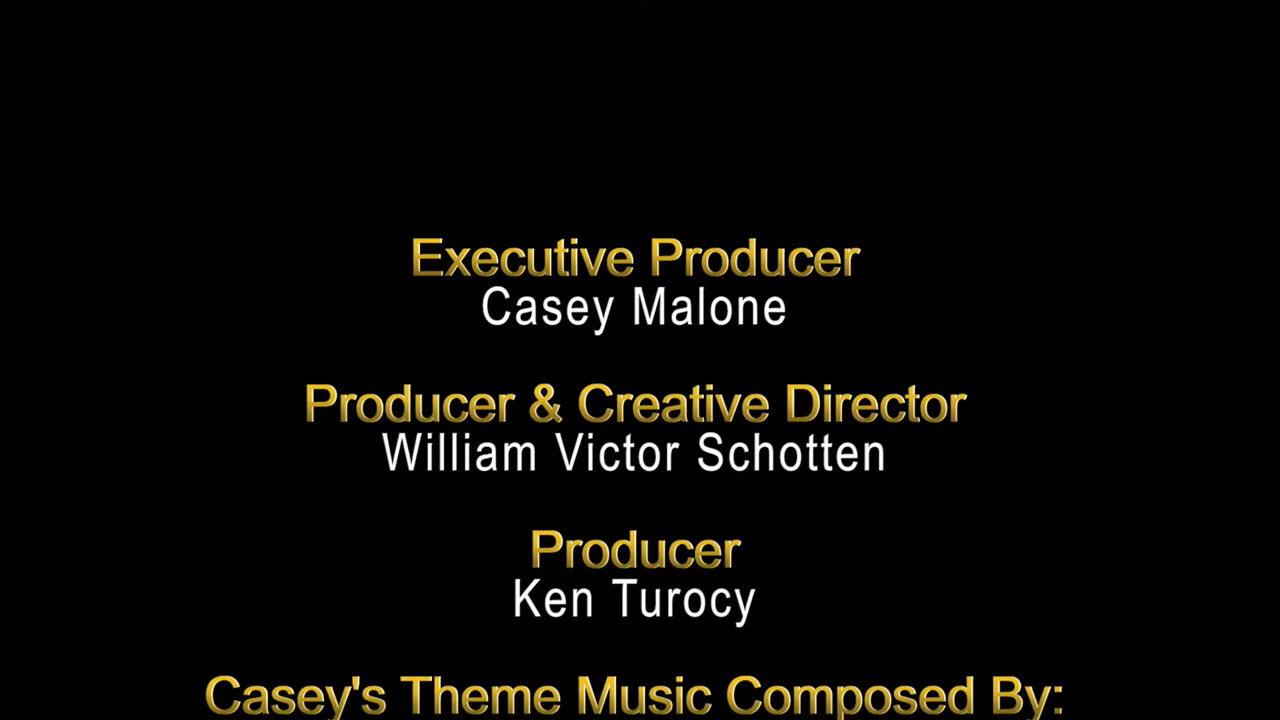 Executive Producer
Casey Malone
Producer & Creative Director
William Victor Schotten
Producer
Ken Turocy
Casey's Theme Music Composed By: